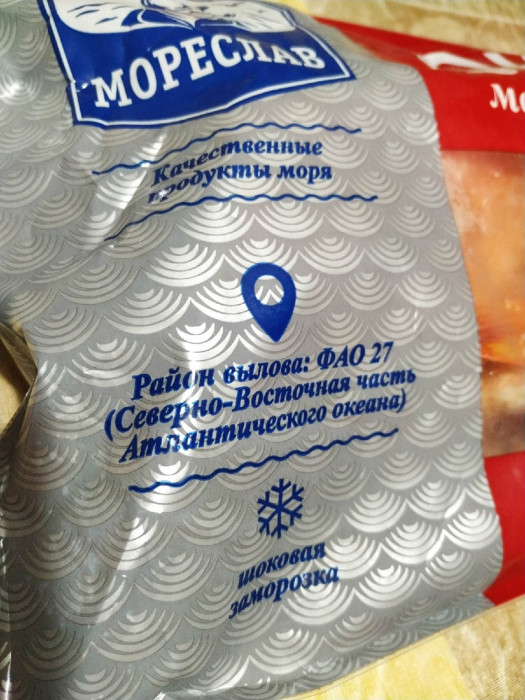 МОРЕСЛАВ
Качественные
продукты моря
Район вылова: ФАО 27
(Северно-Восточная часть
Атлантического океана)
шоковая
заморозка